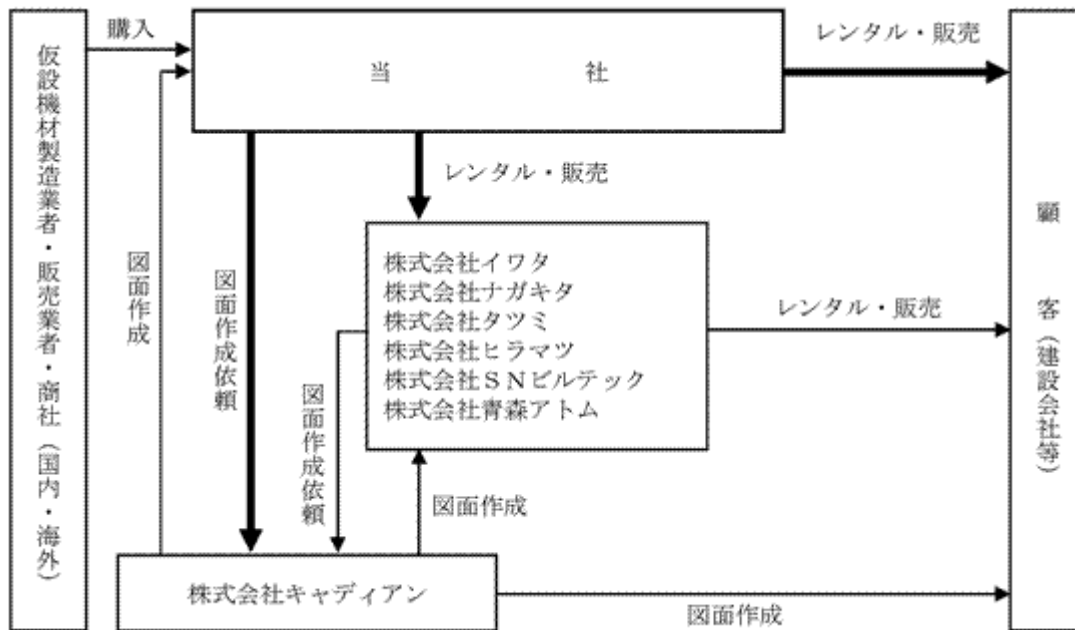 購入
レンタル・販売
仮設機材製造業者・販売業者・商社（国内・海外）
当社
レンタル・販売
顧客（建設会社等）
図面作成
図面作成依頼
株式会社イワタ
株式会社ナガキタ
株式会社タツミ
株式会社ヒラマツ
株式会社ＳＮビルテック
株式会社青森アトム
レンタル・販売
図面作成依頼
図面作成
株式会社キャディアン
図面作成